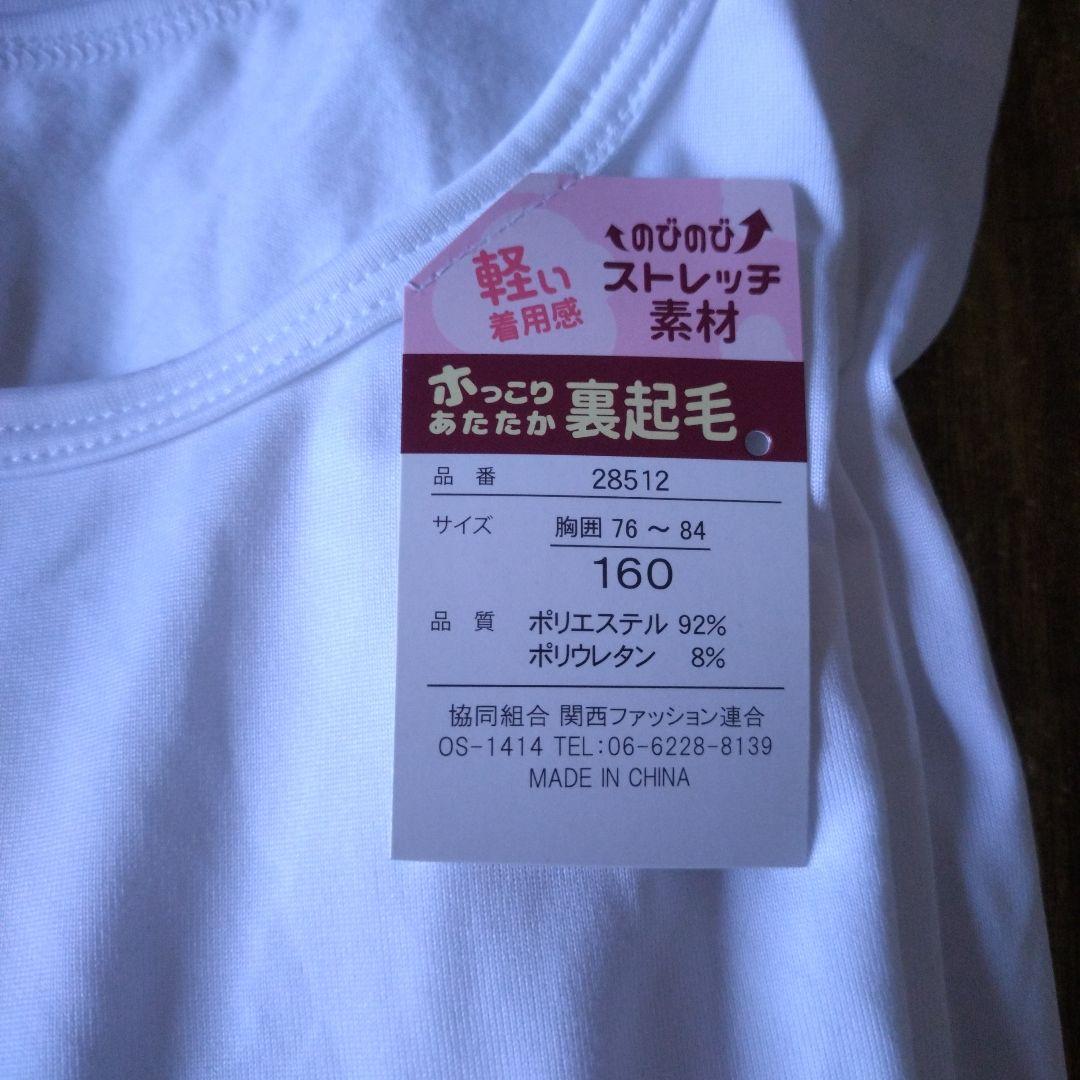 軽い
着用感
のびのび
ストレッチ
素材
ホっこり
あたたか
裏起毛
品 番 28512
サイズ 胸囲 76 ～ 84
160
品 質 ポリエステル 92%
ポリウレタン 8%
協同組合 関西ファッション連合
OS-1414 TEL:06-6228-8139
MADE IN CHINA